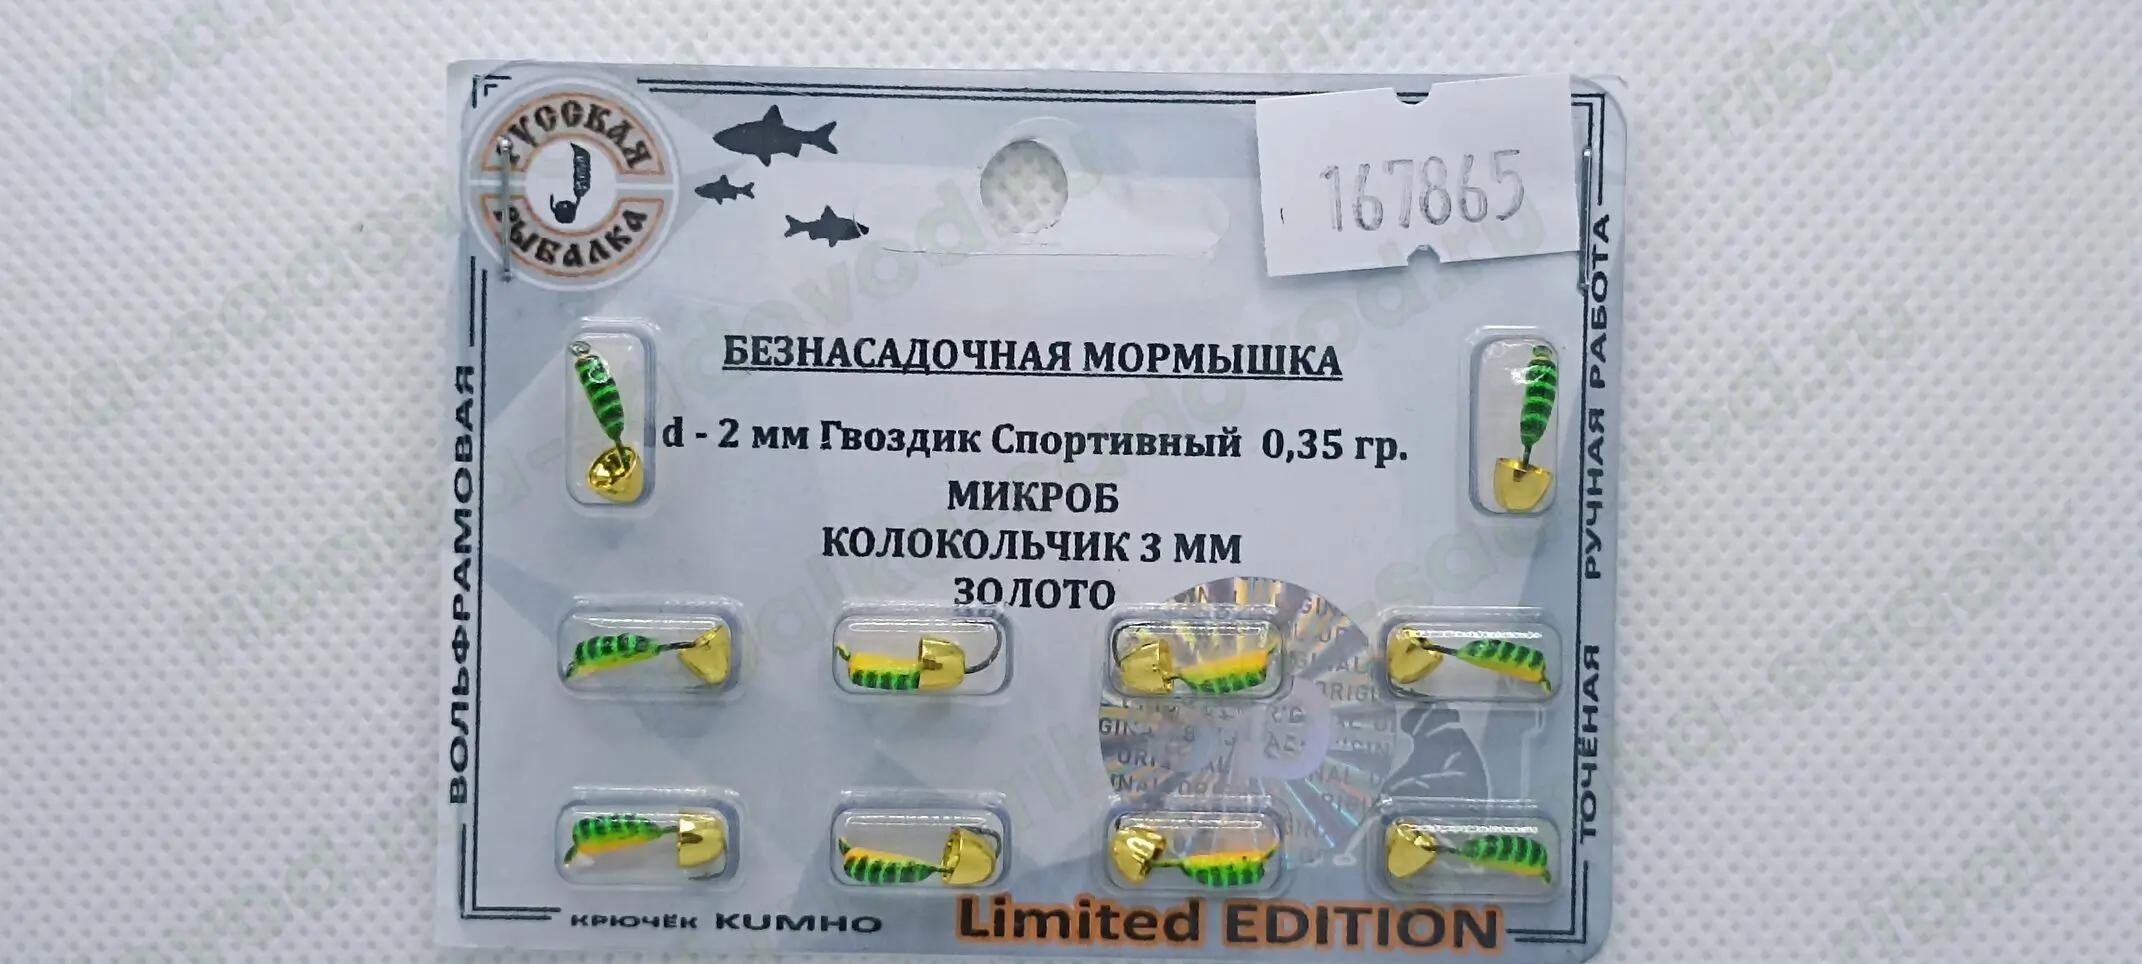 РУССКАЯ
РЫБАЛКА
167865
БЕЗНАСАДОЧНАЯ МОРМЫШКА
d - 2 мм Гвоздик Спортивный 0,35 гр.
МИКРОБ
КОЛОКОЛЬЧИК 3 ММ
ЗОЛОТО
ВОЛЬФРАМОВАЯ
ТОЧЁНАЯ РУЧНАЯ РАБОТА
КРЮЧЁК KUMHO
Limited EDITION